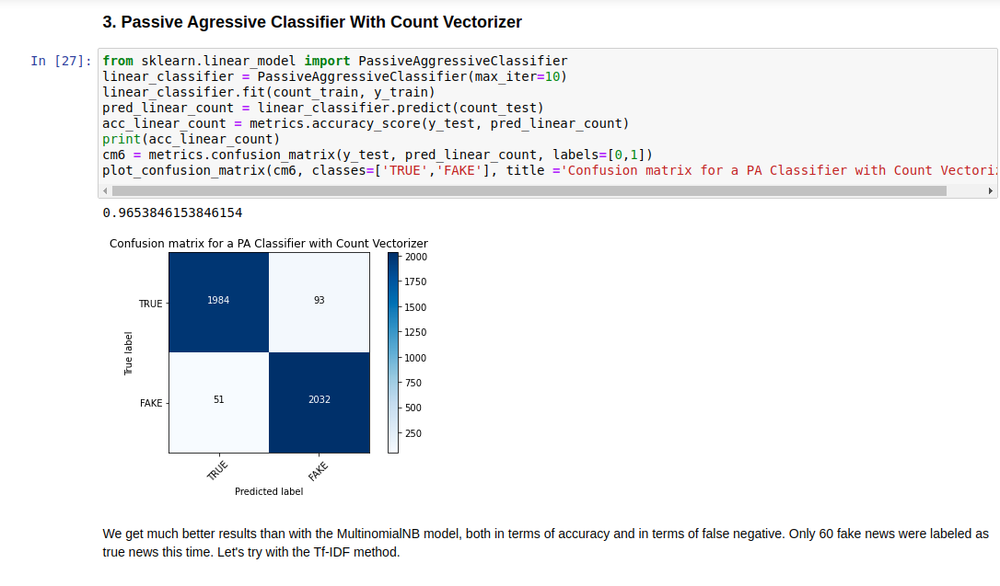 3. Passive Agressive Classifier With Count Vectorizer
In [27]:
from sklearn.linear_model import PassiveAggressiveClassifier
linear_classifier = PassiveAggressiveClassifier(max_iter=10)
linear_classifier.fit(count_train, y_train)
pred_linear_count = linear_classifier.predict(count_test)
acc_linear_count = metrics.accuracy_score(y_test, pred_linear_count)
print(acc_linear_count)
cm6 = metrics.confusion_matrix(y_test, pred_linear_count, labels=[0,1])
plot_confusion_matrix(cm6, classes=['TRUE','FAKE'], title ='Confusion matrix for a PA Classifier with Count Vectori
0.9653846153846154
Confusion matrix for a PA Classifier with Count Vectorizer
2000
1750
1500
1250
1000
750
500
250
True label
TRUE
1984
93
FAKE
51
2032
TRUE
FAKE
Predicted label
We get much better results than with the MultinomialNB model, both in terms of accuracy and in terms of false negative. Only 60 fake news were labeled as
true news this time. Let's try with the Tf-IDF method.